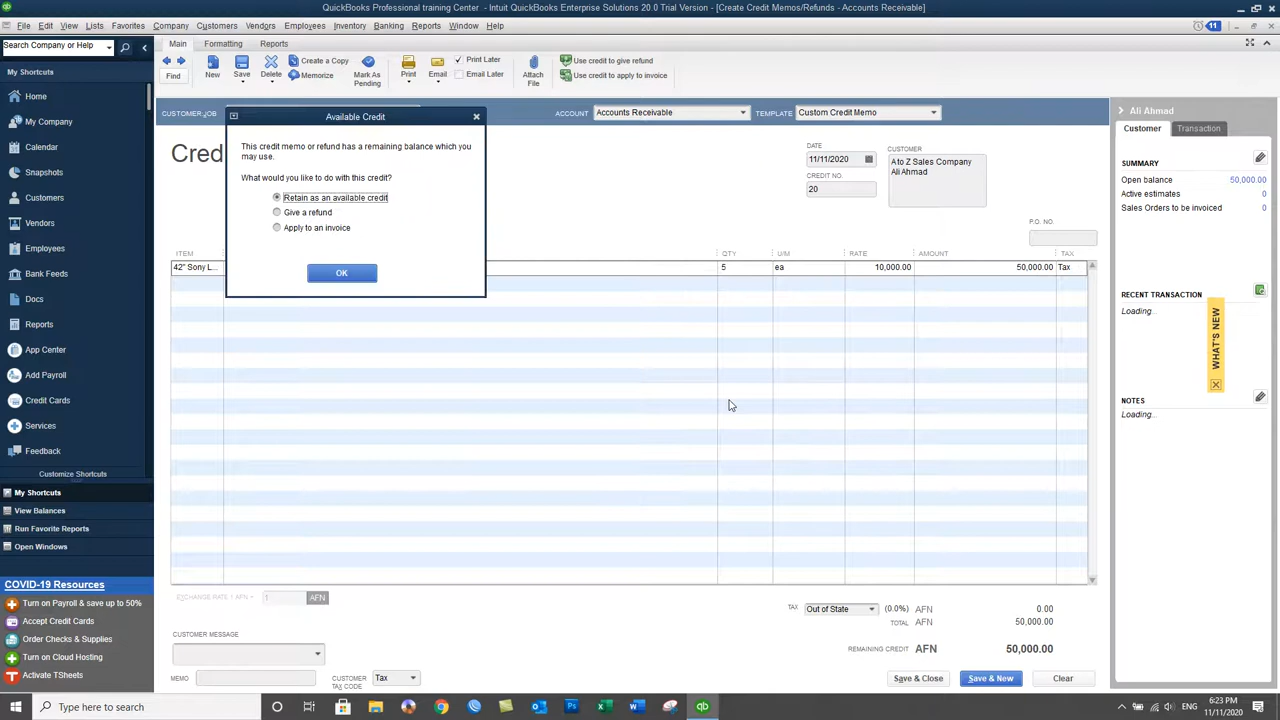 QuickBooks Professional training Center - Intuit QuickBooks Enterprise Solutions 20.0 Trial Version - [Create Credit Memos/Refunds - Accounts Receivable]
File Edit View Lists Favorites Company Customers Vendors Employees Inventory Banking Reports Window Help
11
Search Company or Help
Main Formatting Reports
Find
New
Save
Delete
Create a Copy
Memorize
Mark As
Pending
Print
Email
Print Later
Email Later
Attach
File
Use credit to give refund
Use credit to apply to invoice
My Shortcuts
Home
My Company
Calendar
Snapshots
Customers
Vendors
Employees
Bank Feeds
Docs
Reports
App Center
Add Payroll
Credit Cards
Services
Feedback
Customize Shortcuts
My Shortcuts
View Balances
Run Favorite Reports
Open Windows
COVID-19 Resources
Turn on Payroll & save up to 50%
Accept Credit Cards
Order Checks & Supplies
Turn on Cloud Hosting
Activate TSheets
CUSTOMER:JOB
ACCOUNT Accounts Receivable
TEMPLATE Custom Credit Memo
Cred
Available Credit
This credit memo or refund has a remaining balance which you
may use.
What would you like to do with this credit?
Retain as an available credit
Give a refund
Apply to an invoice
OK
DATE
11/11/2020
CREDIT NO.
20
CUSTOMER
A to Z Sales Company
Ali Ahmad
P.O. NO.
ITEM QTY U/M RATE AMOUNT TAX
42" Sony L... 5 ea 10,000.00 50,000.00 Tax
EXCHANGE RATE 1 AFN = 1 AFN
CUSTOMER MESSAGE
MEMO
CUSTOMER
TAX CODE
Tax
TAX Out of State (0.0%) AFN 0.00
TOTAL AFN 50,000.00
REMAINING CREDIT AFN 50,000.00
Save & Close
Save & New
Clear
Ali Ahmad
Customer Transaction
SUMMARY
Open balance 50,000.00
Active estimates 0
Sales Orders to be invoiced 0
RECENT TRANSACTION
Loading...
WHAT'S NEW
NOTES
Loading...
Type here to search
ENG
6:23 PM
11/11/2020